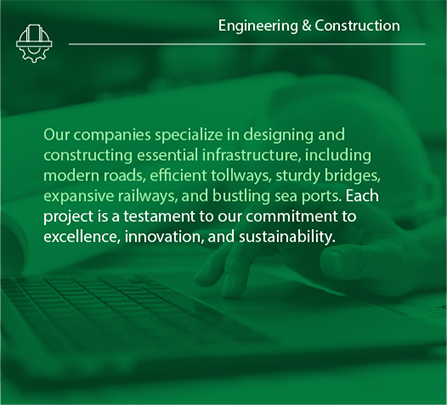 Engineering & Construction
Our companies specialize in designing and
constructing essential infrastructure, including
modern roads, efficient tollways, sturdy bridges,
expansive railways, and bustling sea ports. Each
project is a testament to our commitment to
excellence, innovation, and sustainability.